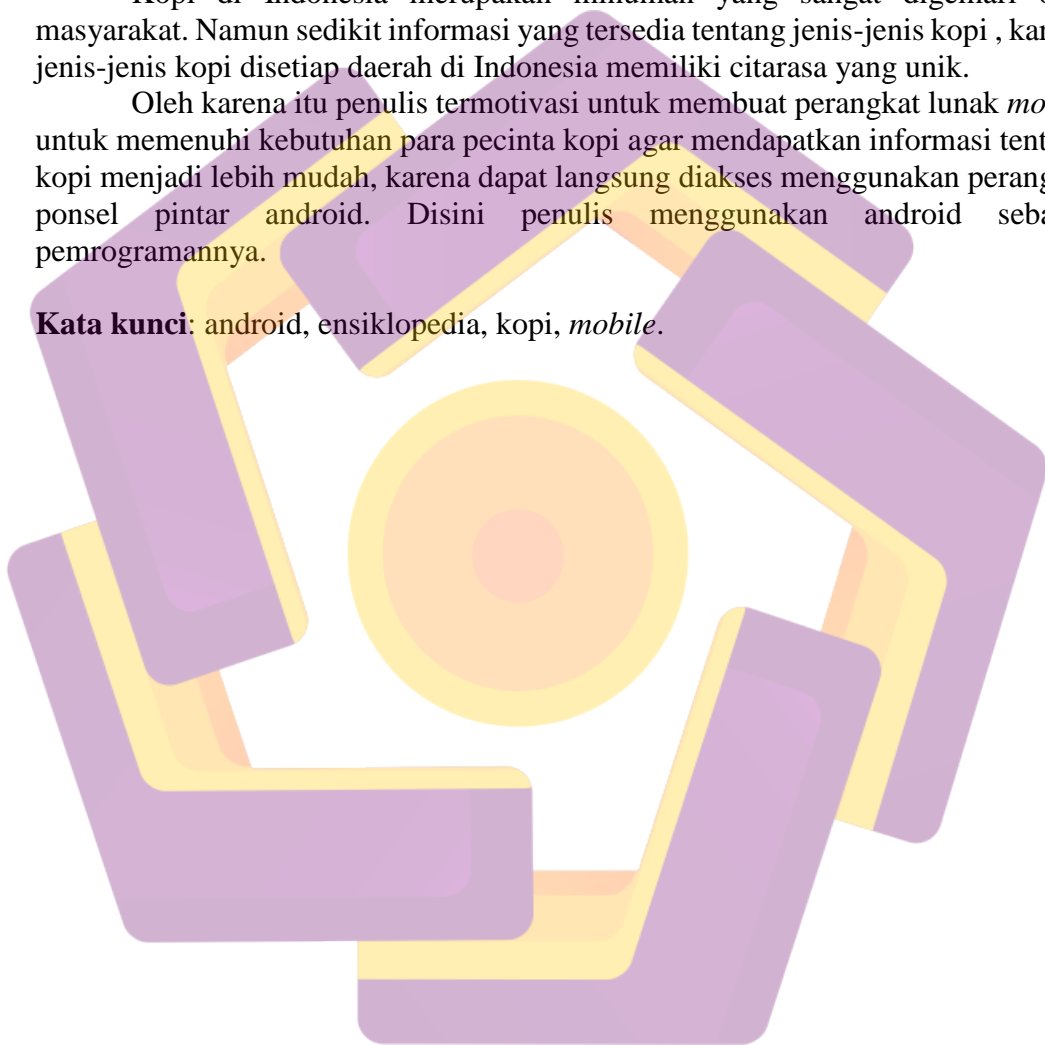 Kopi di Indonesia merupakan minuman yang sangat digemari
masyarakat. Namun sedikit informasi yang tersedia tentang jenis-jenis kopi , kar
jenis-jenis kopi disetiap daerah di Indonesia memiliki citarasa yang unik.
Oleh karena itu penulis termotivasi untuk membuat perangkat lunak mo
untuk memenuhi kebutuhan para pecinta kopi agar mendapatkan informasi tent
kopi menjadi lebih mudah, karena dapat langsung diakses menggunakan perang
ponsel pintar android. Disini penulis menggunakan android seba
pemrogramannya.
Kata kunci: android, ensiklopedia, kopi, mobile.